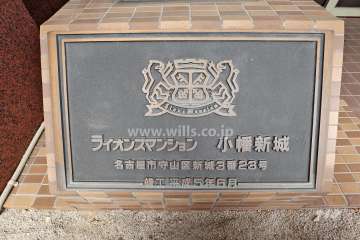 Lions Mansion
www.wills.co.jp
ライオンズマンション 小幡新城
名古屋市守山区新城3番23号
竣工 平成5年6月